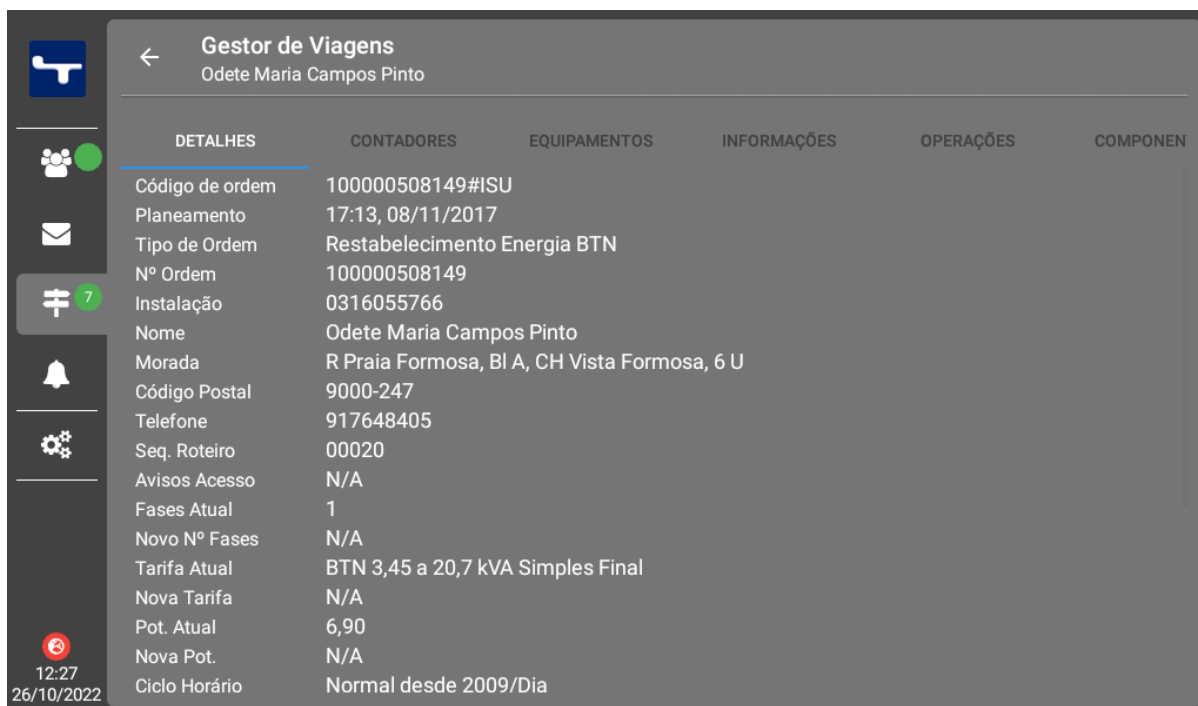 Gestor de Viagens
Odete Maria Campos Pinto
DETALHES CONTADORES EQUIPAMENTOS INFORMAÇÕES OPERAÇÕES COMPONEN
Código de ordem 100000508149#ISU
Planeamento 17:13, 08/11/2017
Tipo de Ordem Restabelecimento Energia BTN
Nº Ordem 100000508149
Instalação 0316055766
Nome Odete Maria Campos Pinto
Morada R Praia Formosa, Bl A, CH Vista Formosa, 6 U
Código Postal 9000-247
Telefone 917648405
Seq. Roteiro 00020
Avisos Acesso N/A
Fases Atual 1
Novo Nº Fases N/A
Tarifa Atual BTN 3,45 a 20,7 kVA Simples Final
Nova Tarifa N/A
Pot. Atual 6,90
Nova Pot. N/A
Ciclo Horário Normal desde 2009/Dia
7
12:27
26/10/2022